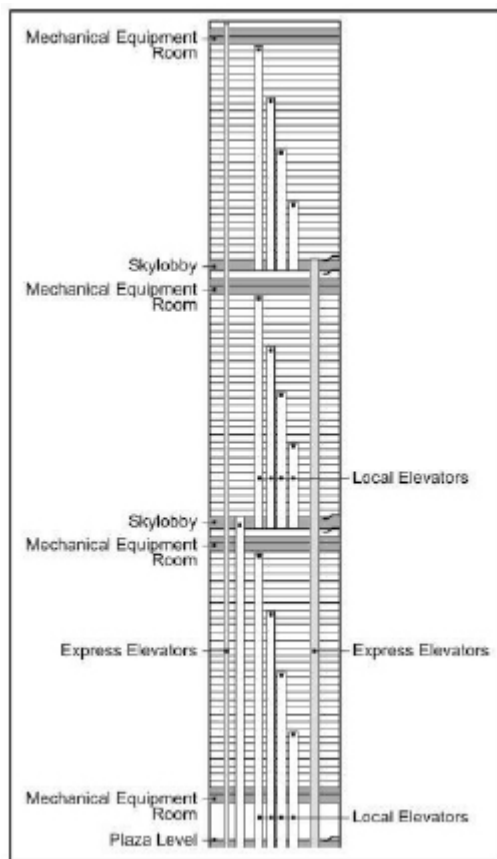 Mechanical Equipment
Room
Skylobby
Mechanical Equipment
Room
Local Elevators
Skylobby
Mechanical Equipment
Room
Express Elevators
Express Elevators
Mechanical Equipment
Room
Local Elevators
Plaza Level